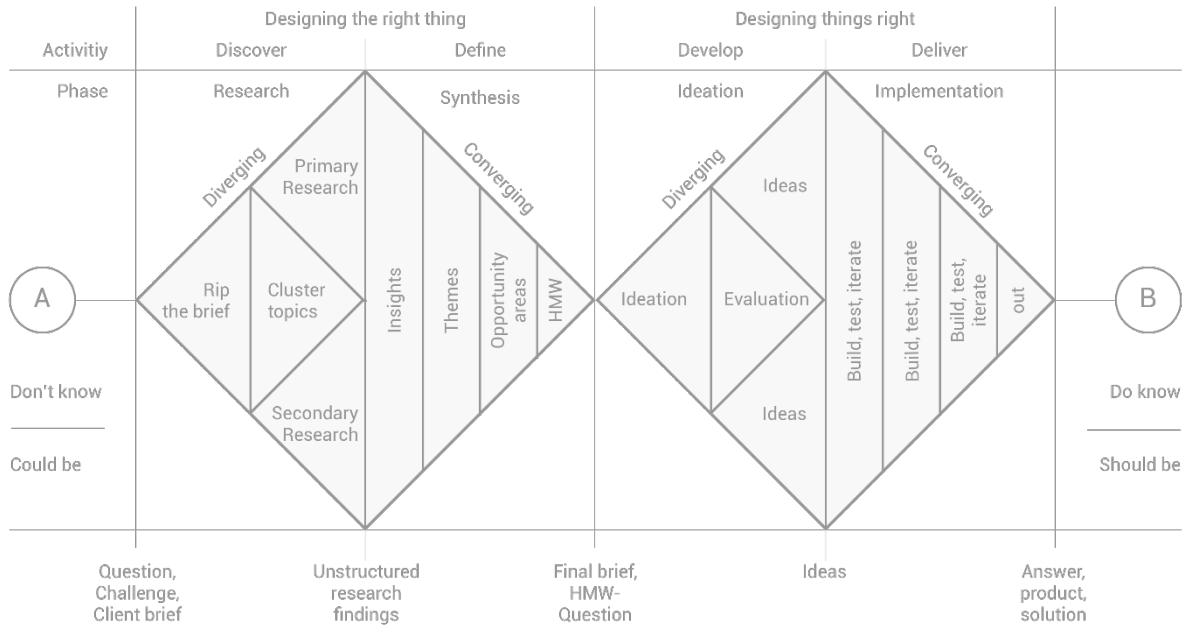 Designing the right thing
Designing things right
Activitiy
Discover
Define
Develop
Deliver
Phase
Research
Synthesis
Ideation
Implementation
Diverging
Converging
Diverging
Converging
Primary
Research
Ideas
A
Rip
the brief
Cluster
topics
Insights
Themes
Opportunity
areas
HMW
Ideation
Evaluation
Build, test, iterate
Build, test, iterate
Build, test,
iterate
out
B
Don't know
Could be
Secondary
Research
Ideas
Do know
Should be
Question,
Challenge,
Client brief
Unstructured
research
findings
Final brief,
HMW-
Question
Ideas
Answer,
product,
solution